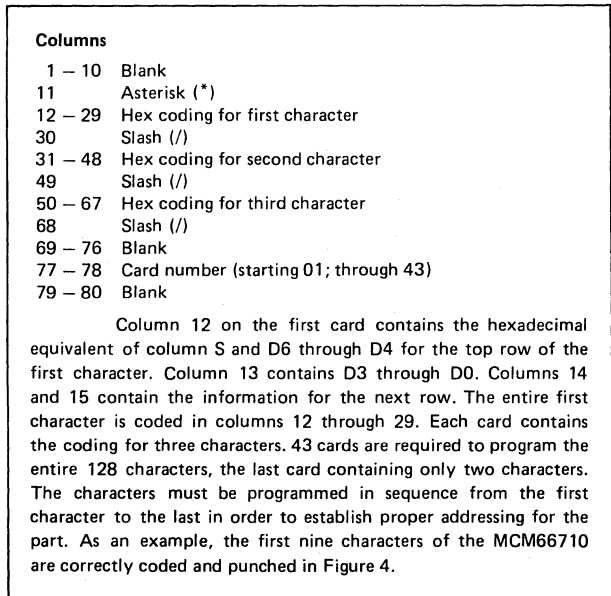 Columns
1 – 10 Blank
11 Asterisk (*)
12 – 29 Hex coding for first character
30 Slash (/)
31 – 48 Hex coding for second character
49 Slash (/)
50 – 67 Hex coding for third character
68 Slash (/)
69 – 76 Blank
77 – 78 Card number (starting 01; through 43)
79 – 80 Blank
Column 12 on the first card contains the hexadecimal
equivalent of column S and D6 through D4 for the top row of the
first character. Column 13 contains D3 through D0. Columns 14
and 15 contain the information for the next row. The entire first
character is coded in columns 12 through 29. Each card contains
the coding for three characters. 43 cards are required to program the
entire 128 characters, the last card containing only two characters.
The characters must be programmed in sequence from the first
character to the last in order to establish proper addressing for the
part. As an example, the first nine characters of the MCM66710
are correctly coded and punched in Figure 4.